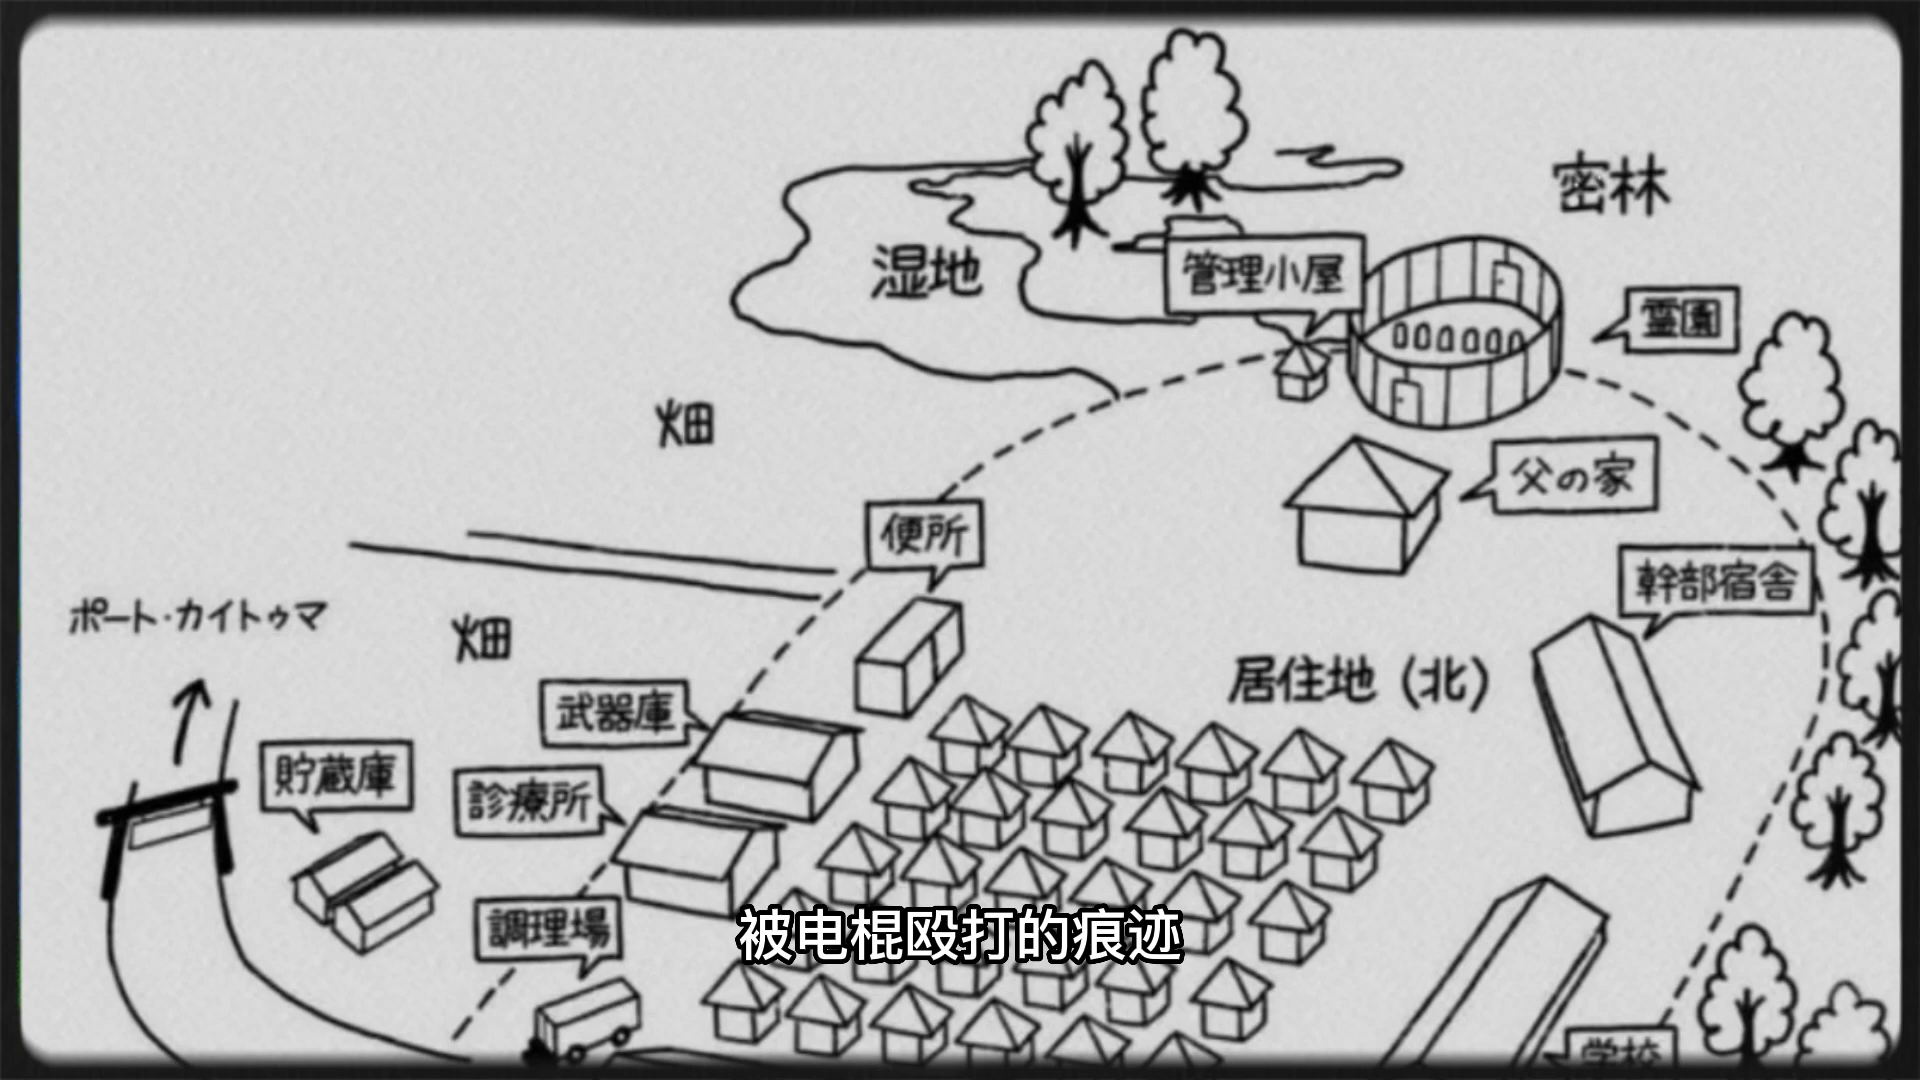 密林
湿地
管理小屋
霊園
畑
父の家
便所
幹部宿舎
ポート・カイトゥマ
畑
居住地（北）
武器庫
貯蔵庫
診療所
調理場
被电棍殴打的痕迹
学校